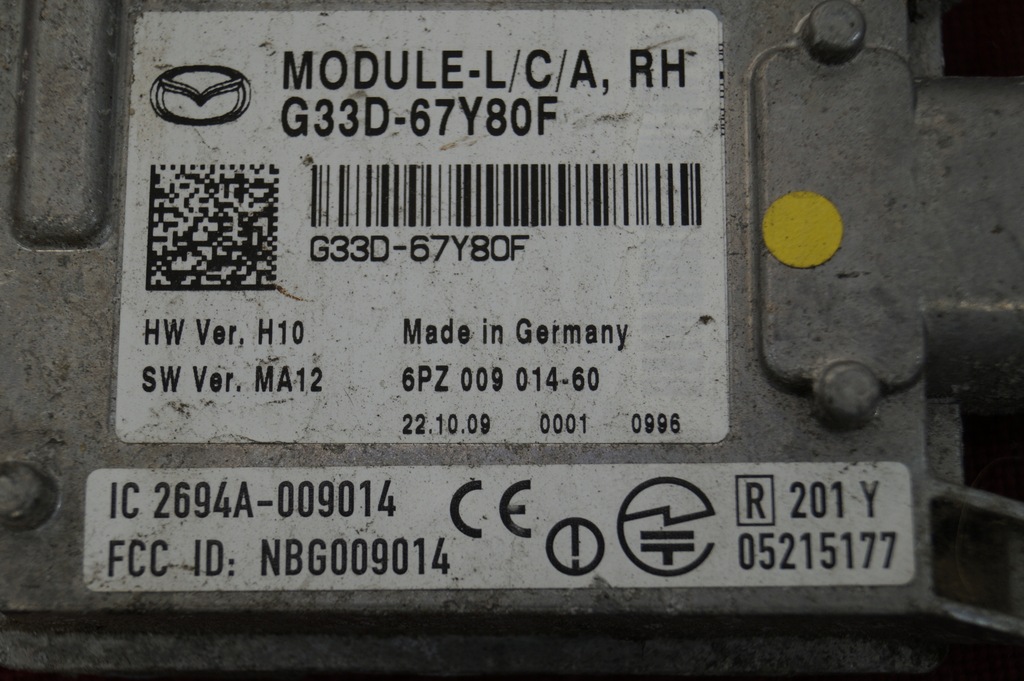 MODULE-L/C/A, RH
G33D-67Y80F
G33D-67Y80F
HW Ver. H10 Made in Germany
SW Ver. MA12 6PZ 009 014-60
22.10.09 0001 0996
IC 2694A-009014 CE R 201 Y
FCC ID: NBG009014 05215177